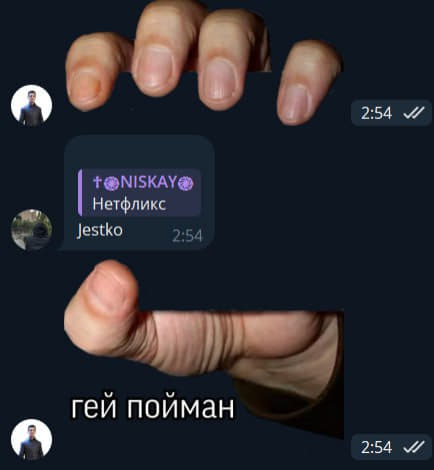 2:54
✝֍NISKAY֍
Нетфликс
Jestko
2:54
гей пойман
2:54